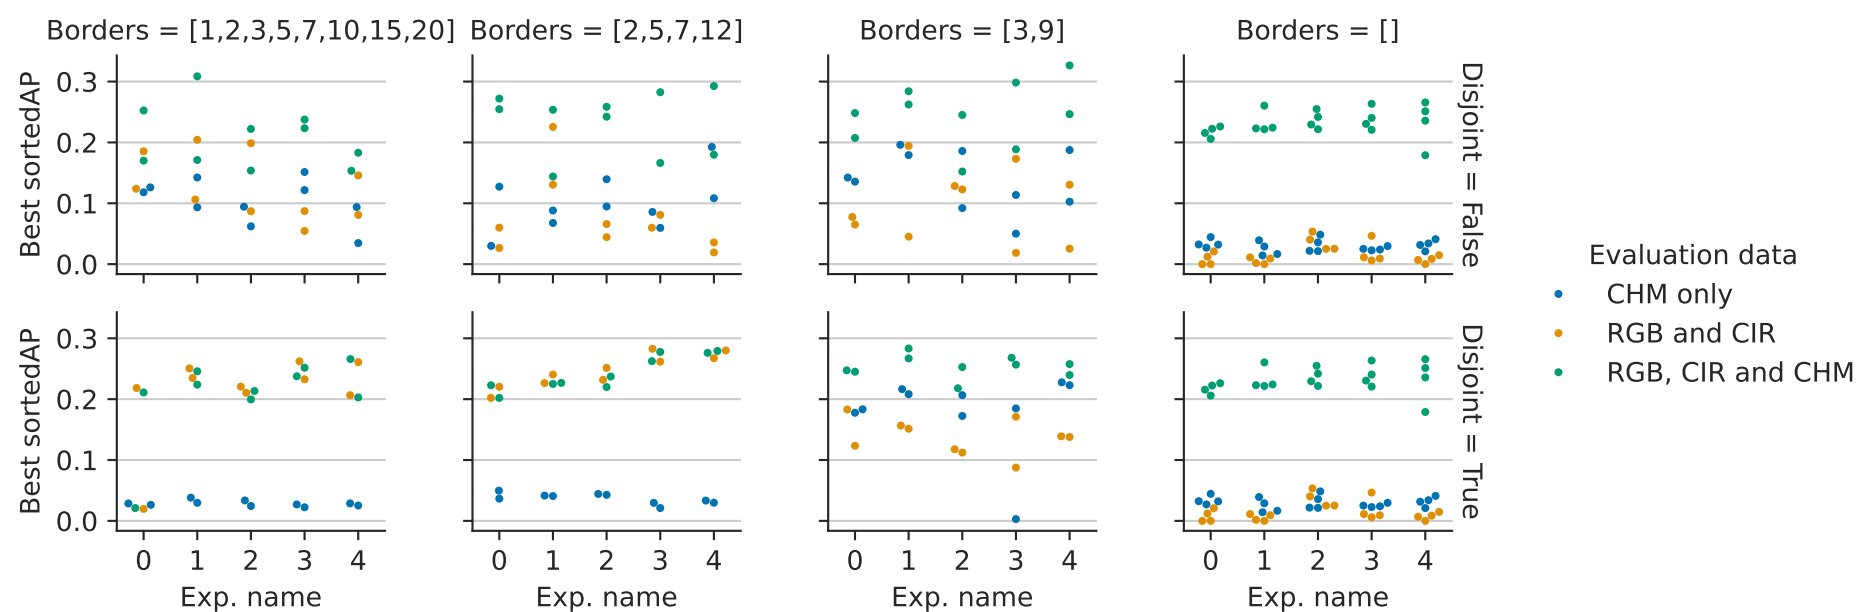 Borders = [1,2,3,5,7,10,15,20]
Borders = [2,5,7,12]
Borders = [3,9]
Borders = []
Best sortedAP
0.3
0.2
0.1
0.0
Disjoint = False
Evaluation data
CHM only
RGB and CIR
RGB, CIR and CHM
Best sortedAP
0.3
0.2
0.1
0.0
Disjoint = True
0 1 2 3 4
0 1 2 3 4
0 1 2 3 4
0 1 2 3 4
Exp. name
Exp. name
Exp. name
Exp. name